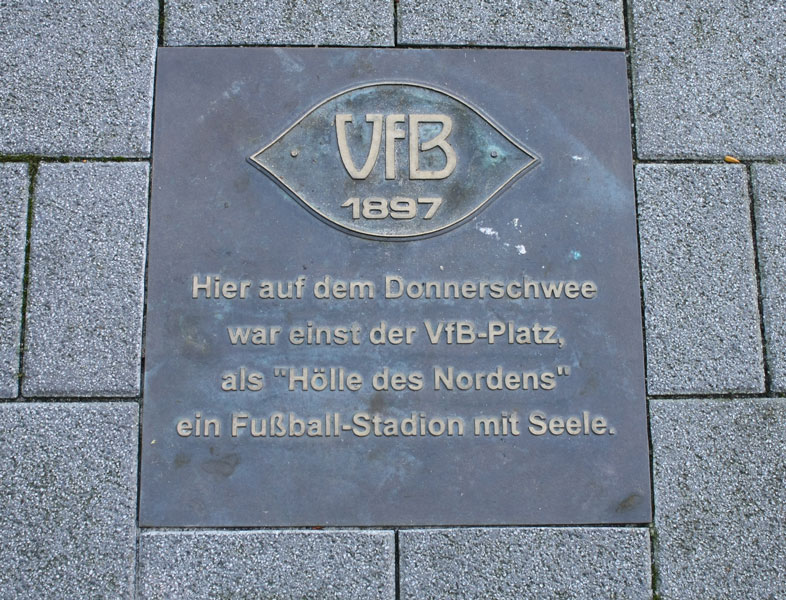 VfB
1897
Hier auf dem Donnerschwee
war einst der VfB-Platz,
als "Hölle des Nordens"
ein Fußball-Stadion mit Seele.